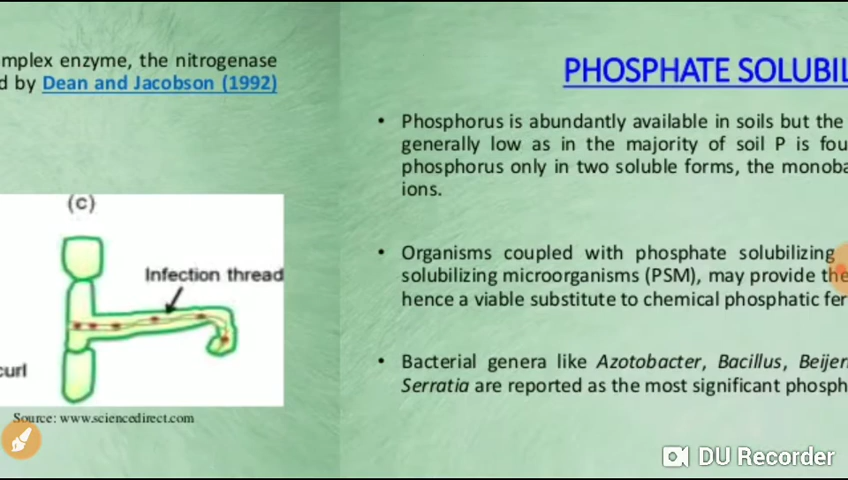 mplex enzyme, the nitrogenase
d by Dean and Jacobson (1992)
(c)
Infection thread
curl
Source: www.sciencedirect.com
PHOSPHATE SOLUBIL
• Phosphorus is abundantly available in soils but the
generally low as in the majority of soil P is fou
phosphorus only in two soluble forms, the monoba
ions.
• Organisms coupled with phosphate solubilizing
solubilizing microorganisms (PSM), may provide the
hence a viable substitute to chemical phosphatic fer
• Bacterial genera like Azotobacter, Bacillus, Beijer
Serratia are reported as the most significant phosph
DU Recorder